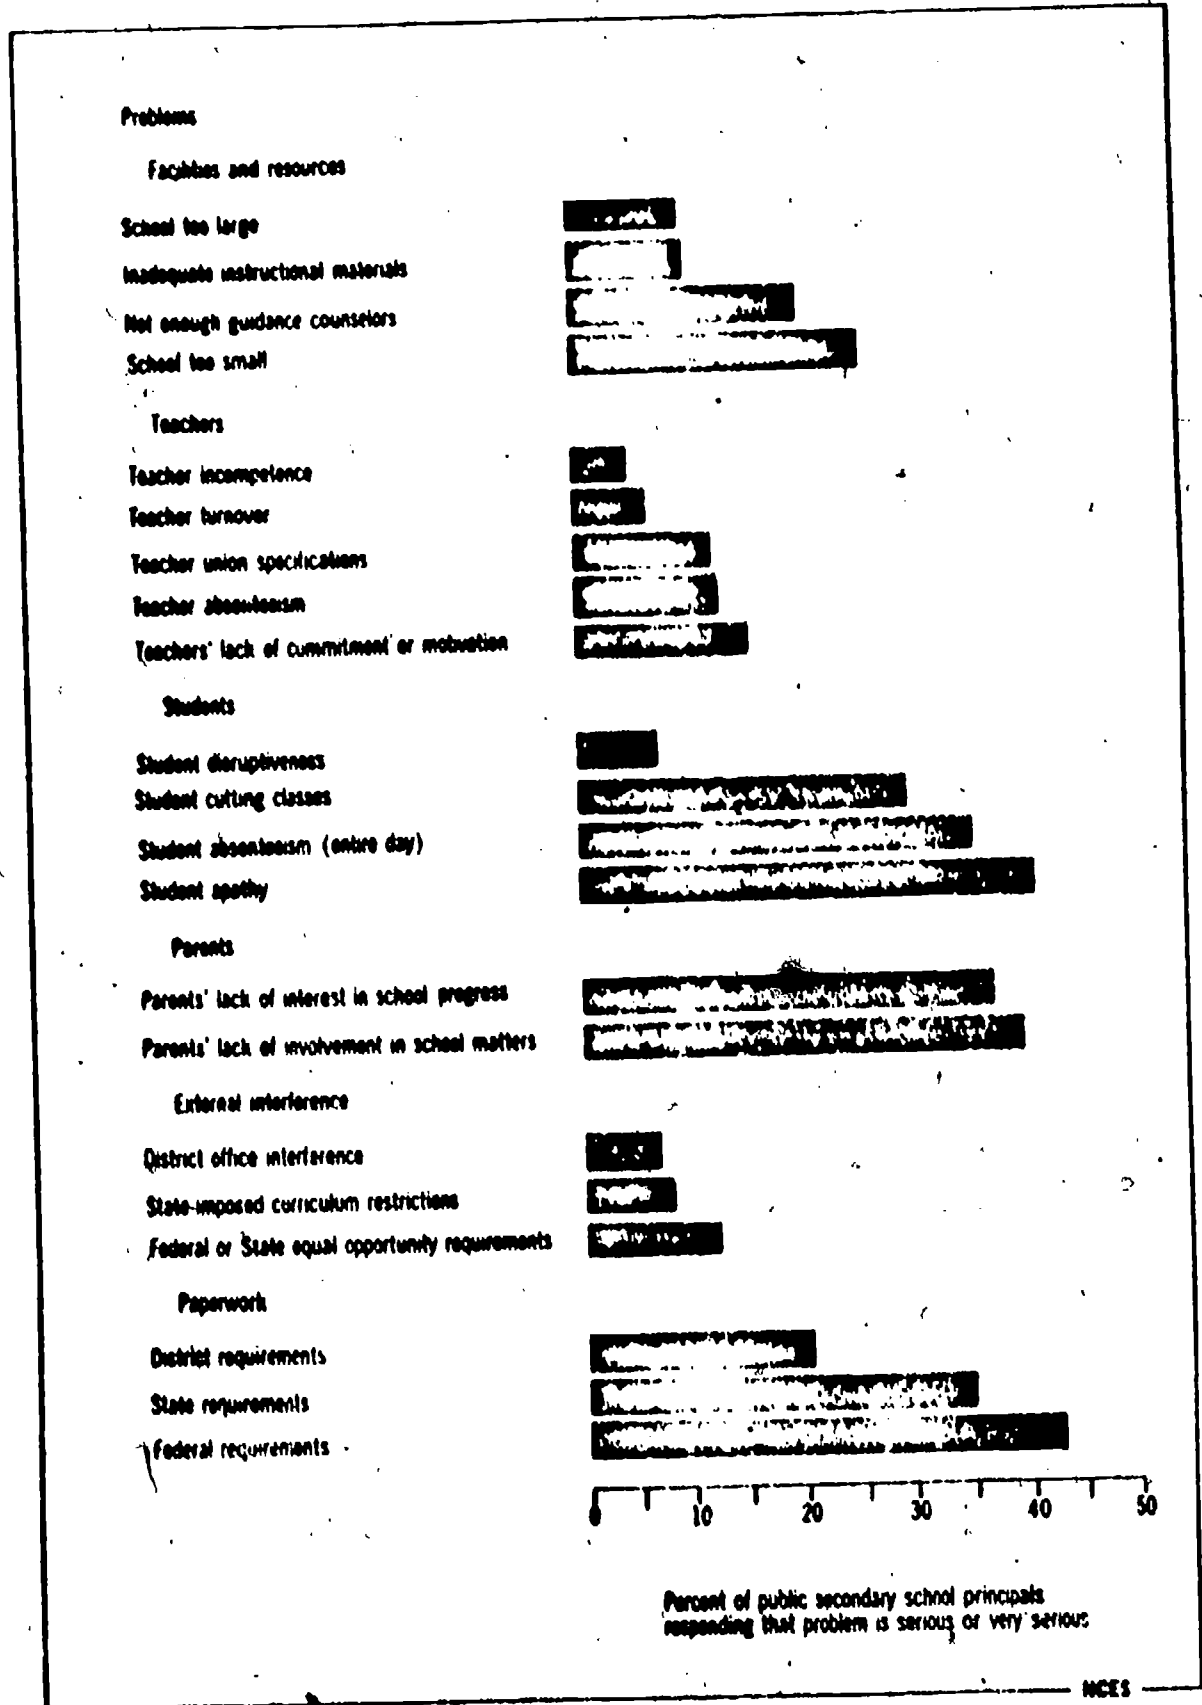 Problems
Facilities and resources
School too large
Inadequate instructional materials
Not enough guidance counselors
School too small
Teachers
Teacher incompetence
Teacher turnover
Teacher union specifications
Teacher absenteeism
Teachers' lack of commitment or motivation
Students
Student disruptiveness
Student cutting classes
Student absenteeism (entire day)
Student apathy
Parents
Parents' lack of interest in school progress
Parents' lack of involvement in school matters
External interference
District office interference
State-imposed curriculum restrictions
Federal or State equal opportunity requirements
Paperwork
District requirements
State requirements
Federal requirements
0 10 20 30 40 50
Percent of public secondary school principals
responding that problem is serious or very serious
NCES